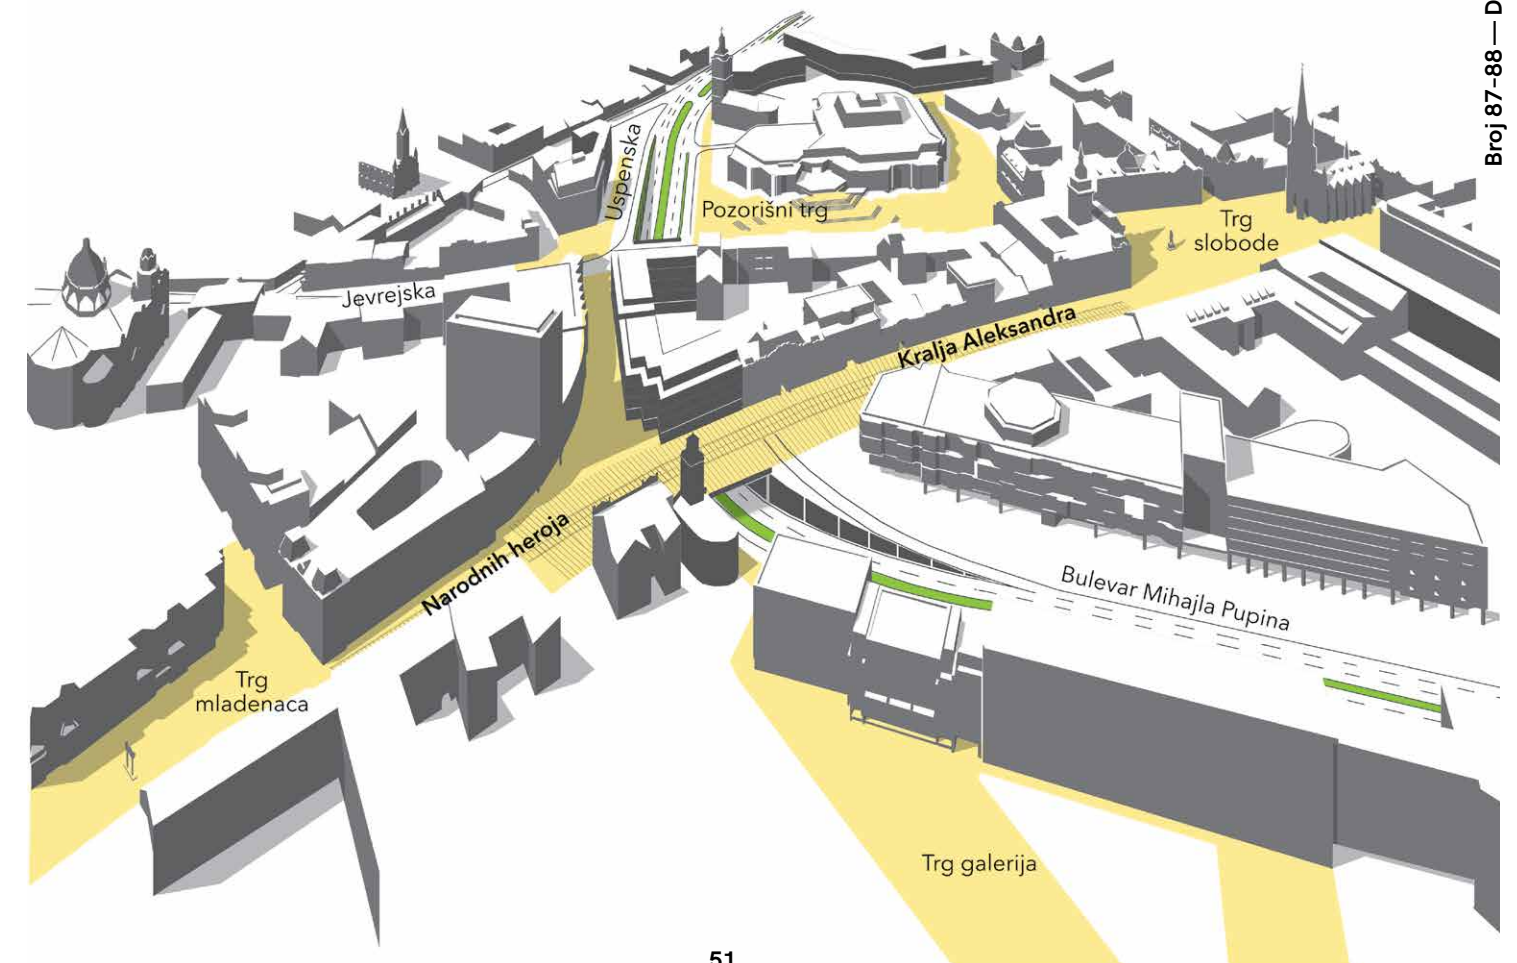 Broj 87–88 — D
Uspenska
Pozorišni trg
Trg
slobode
Jevrejska
Kralja Aleksandra
Narodnih heroja
Bulevar Mihajla Pupina
Trg
mladenaca
Trg galerija
51